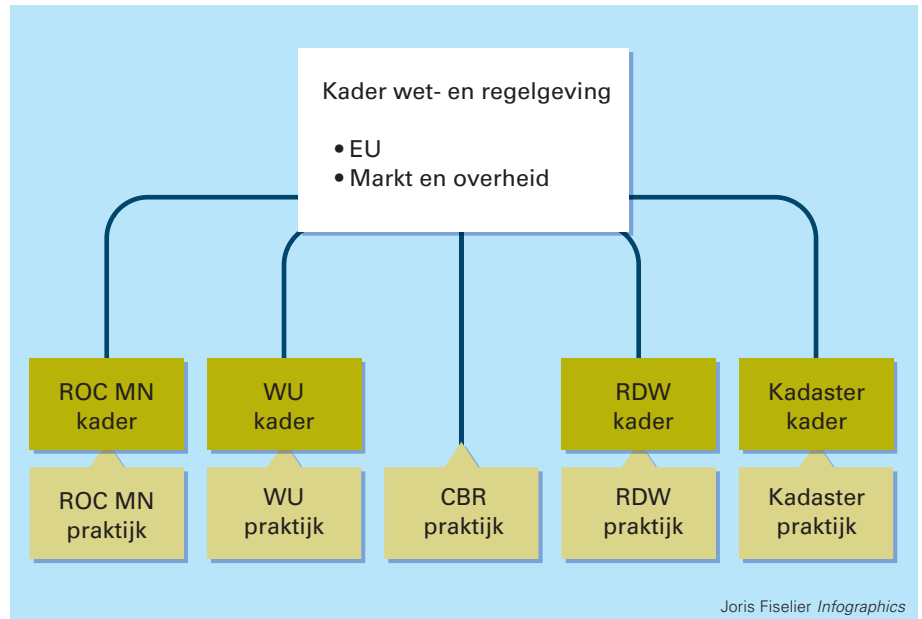 Kader wet- en regelgeving
• EU
• Markt en overheid
ROC MN
kader
WU
kader
RDW
kader
Kadaster
kader
ROC MN
praktijk
WU
praktijk
CBR
praktijk
RDW
praktijk
Kadaster
praktijk
Joris Fiselier Infographics